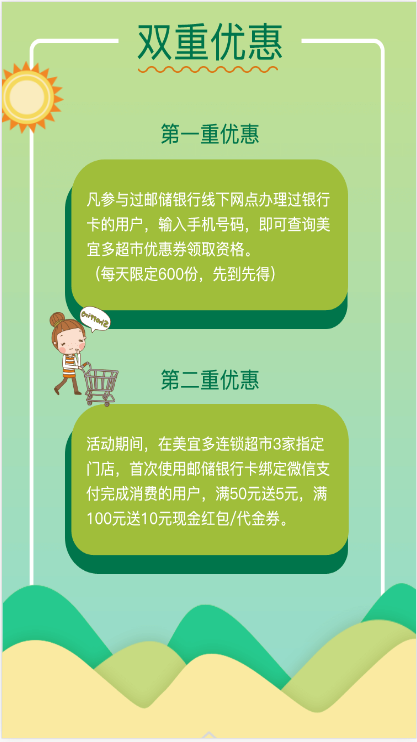 双重优惠
第一重优惠
凡参与过邮储银行线下网点办理过银行
卡的用户，输入手机号码，即可查询美
宜多超市优惠券领取资格。
（每天限定600份，先到先得）
第二重优惠
活动期间，在美宜多连锁超市3家指定
门店，首次使用邮储银行卡绑定微信支
付完成消费的用户，满50元送5元，满
100元送10元现金红包/代金券。